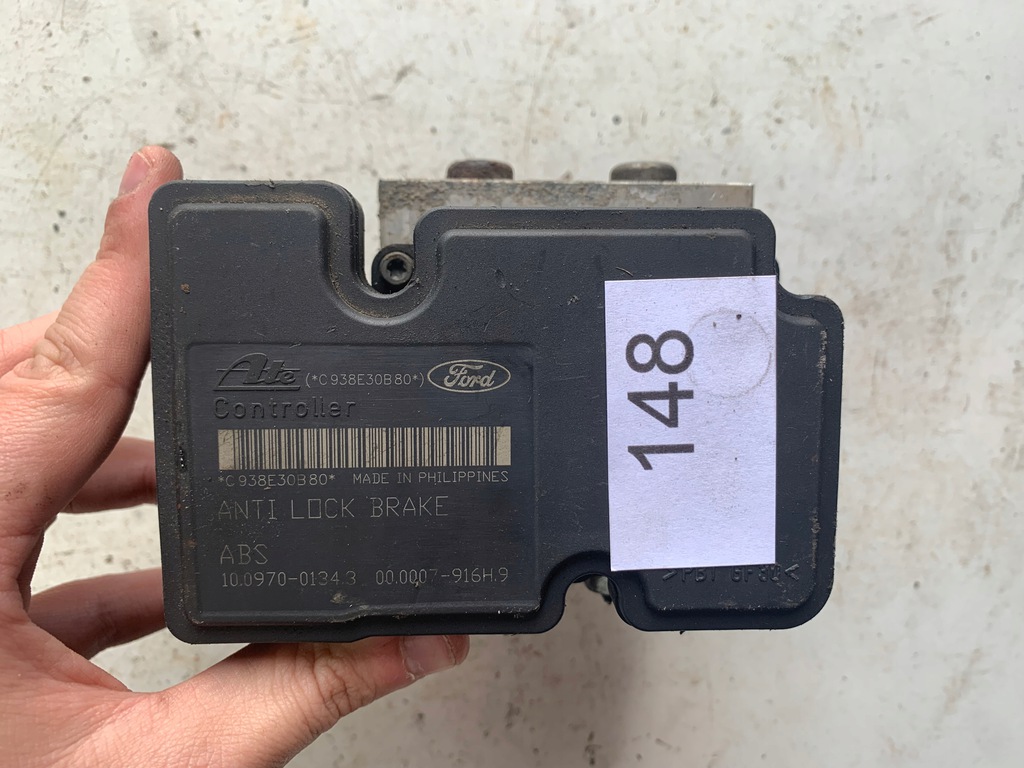 Ate (*C938E30B80*) Ford
Controller
*C938E30B80* MADE IN PHILIPPINES
ANTI LOCK BRAKE
ABS
10.0970-0134.3 00.0007-916H.9
148